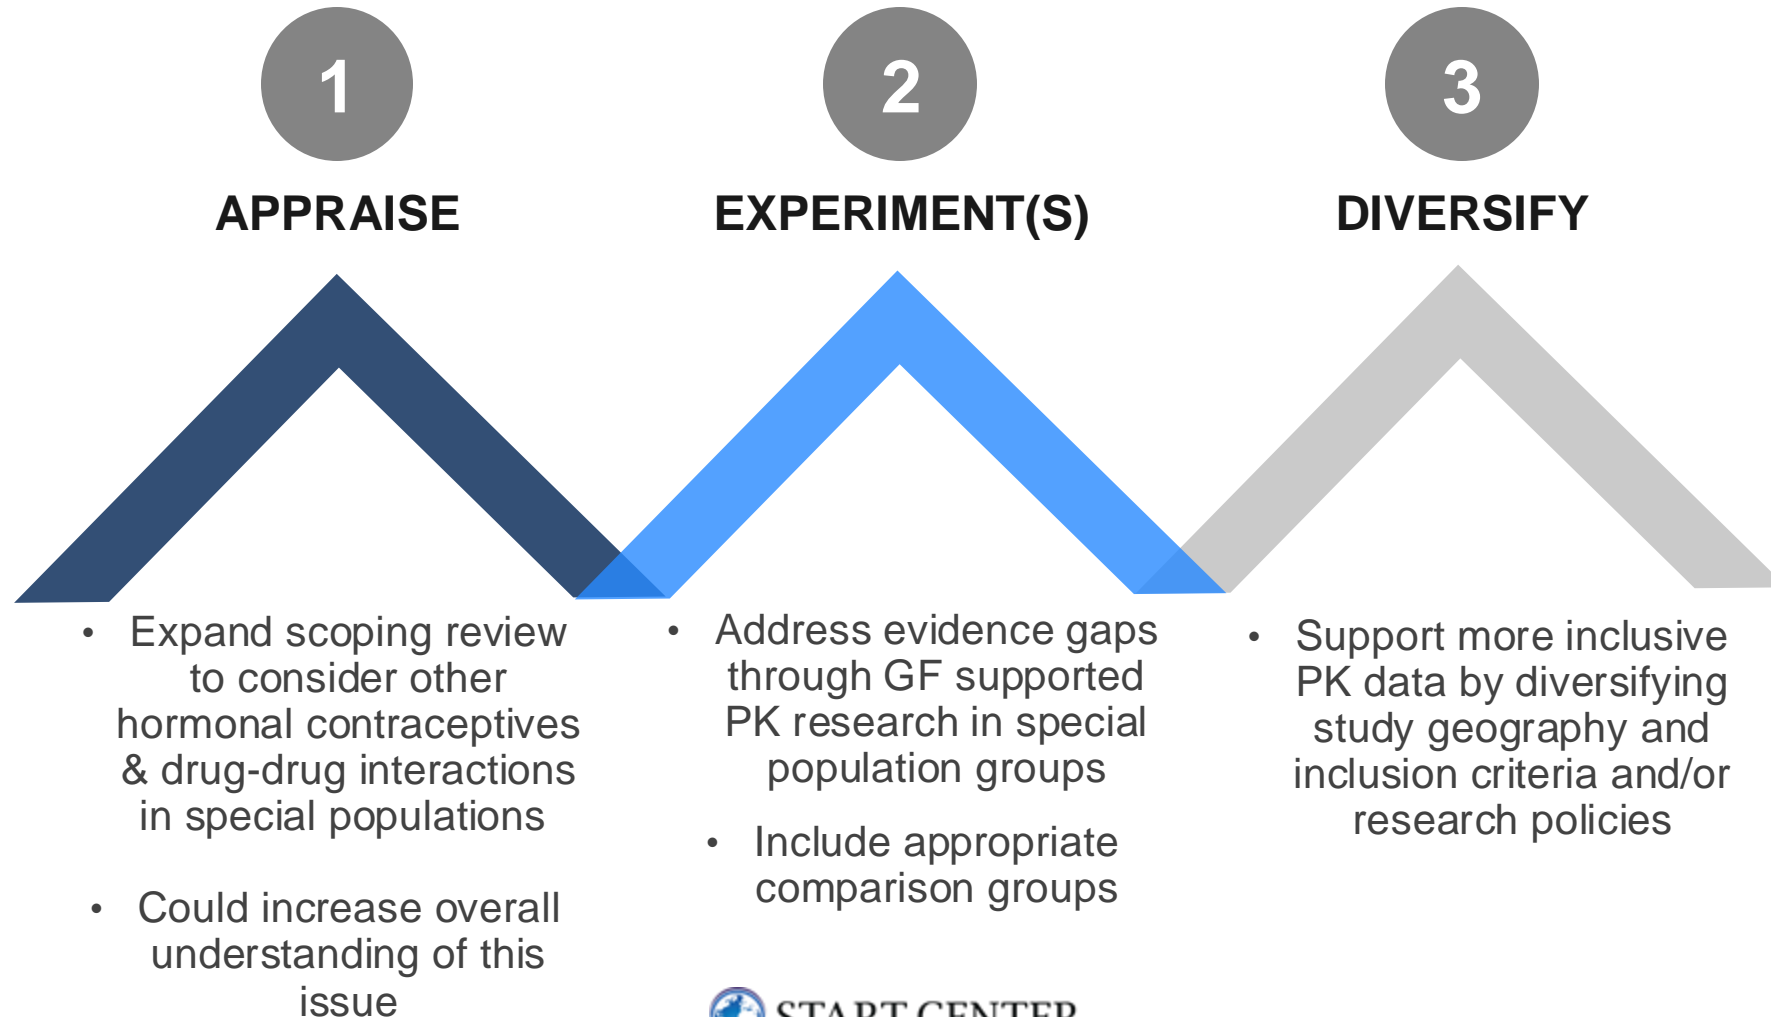 1
APPRAISE
• Expand scoping review
to consider other
hormonal contraceptives
& drug-drug interactions
in special populations
• Could increase overall
understanding of this
issue
2
EXPERIMENT(S)
• Address evidence gaps
through GF supported
PK research in special
population groups
• Include appropriate
comparison groups
3
DIVERSIFY
• Support more inclusive
PK data by diversifying
study geography and
inclusion criteria and/or
research policies
START CENTER